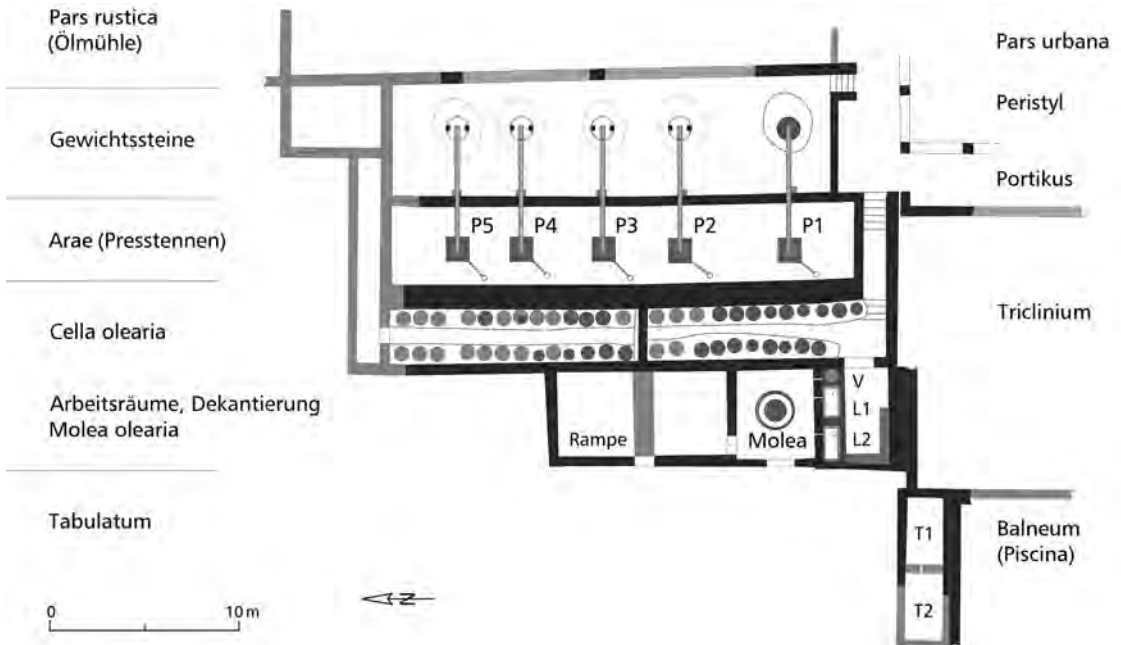 Pars rustica
(Ölmühle)
Gewichtssteine
Arae (Presstennen)
Cella olearia
Arbeitsräume, Dekantierung
Molea olearia
Tabulatum
0 10 m
P5 P4 P3 P2 P1
Rampe
Molea
V
L1
L2
T1
T2
N
Pars urbana
Peristyl
Portikus
Triclinium
Balneum
(Piscina)